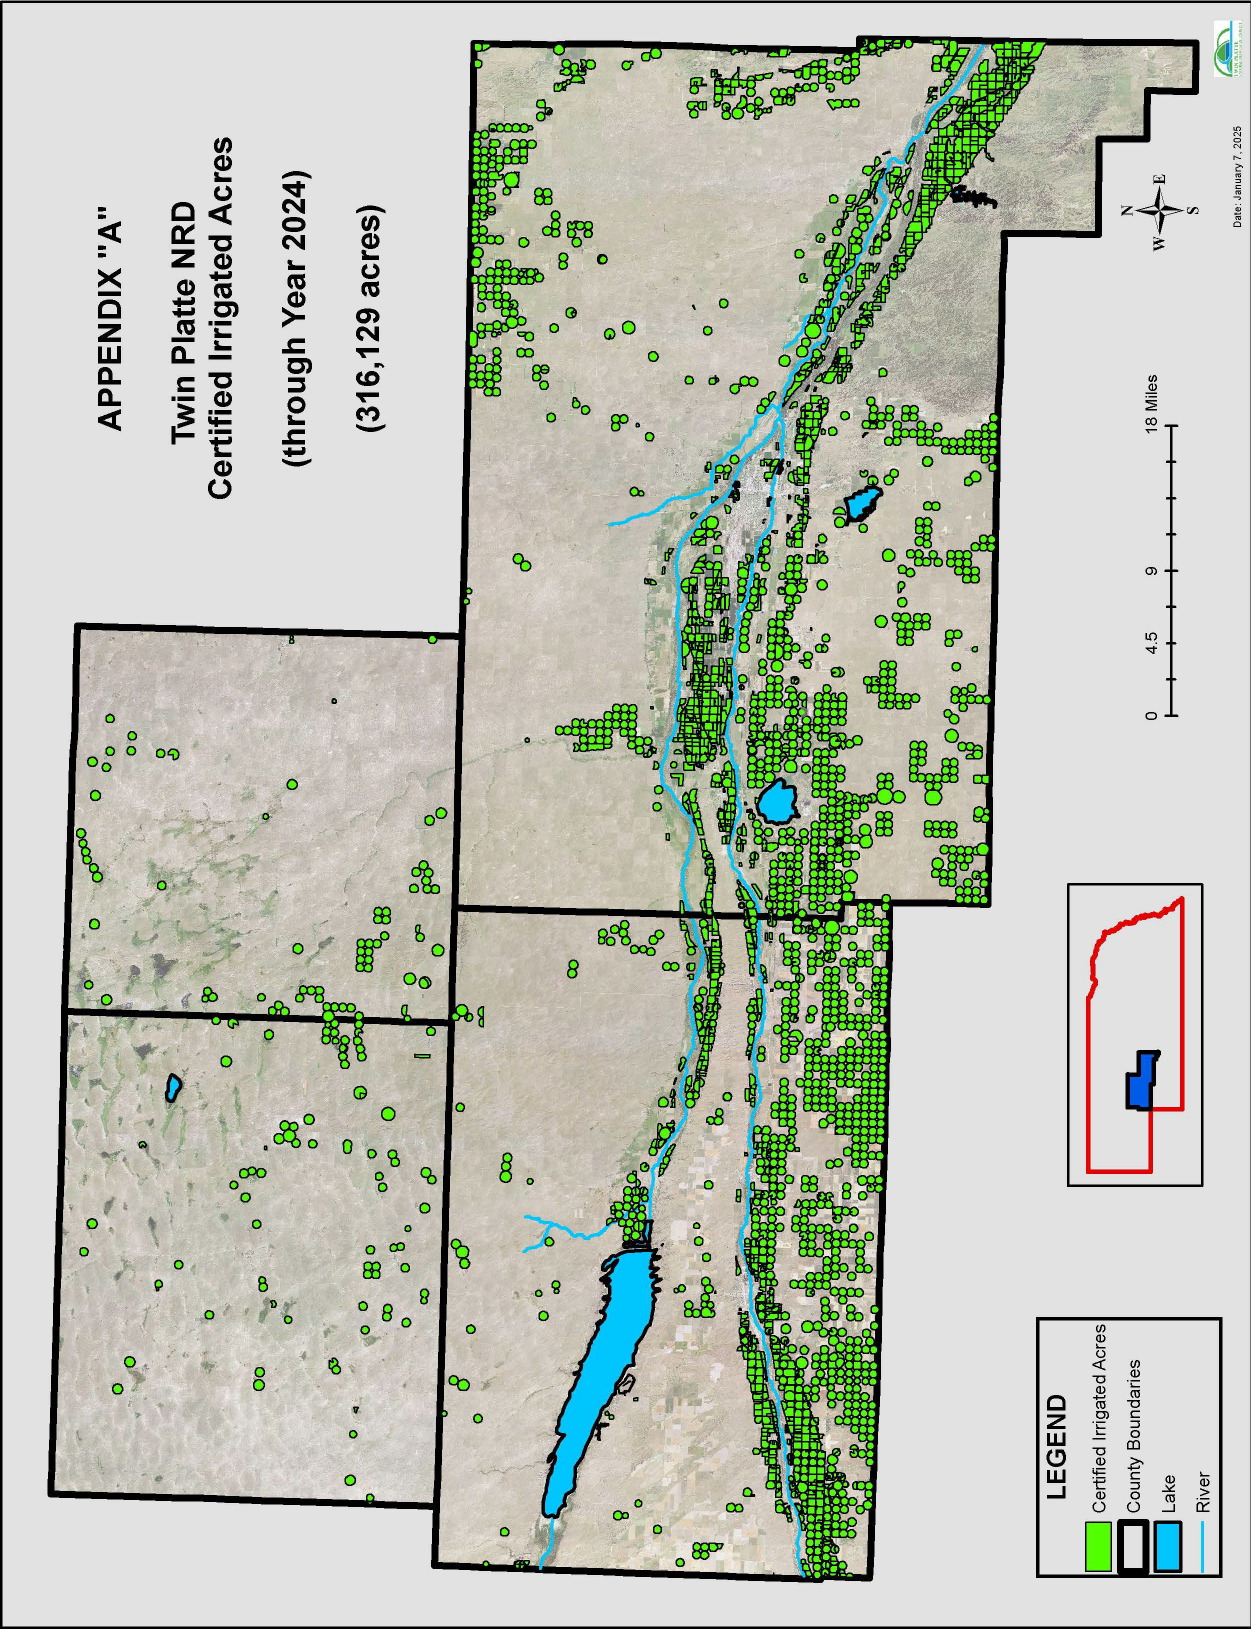 APPENDIX "A"
Twin Platte NRD
Certified Irrigated Acres
(through Year 2024)
(316,129 acres)
LEGEND
Certified Irrigated Acres
County Boundaries
Lake
River
0 4.5 9 18 Miles
N
W E
S
Date: January 7, 2025